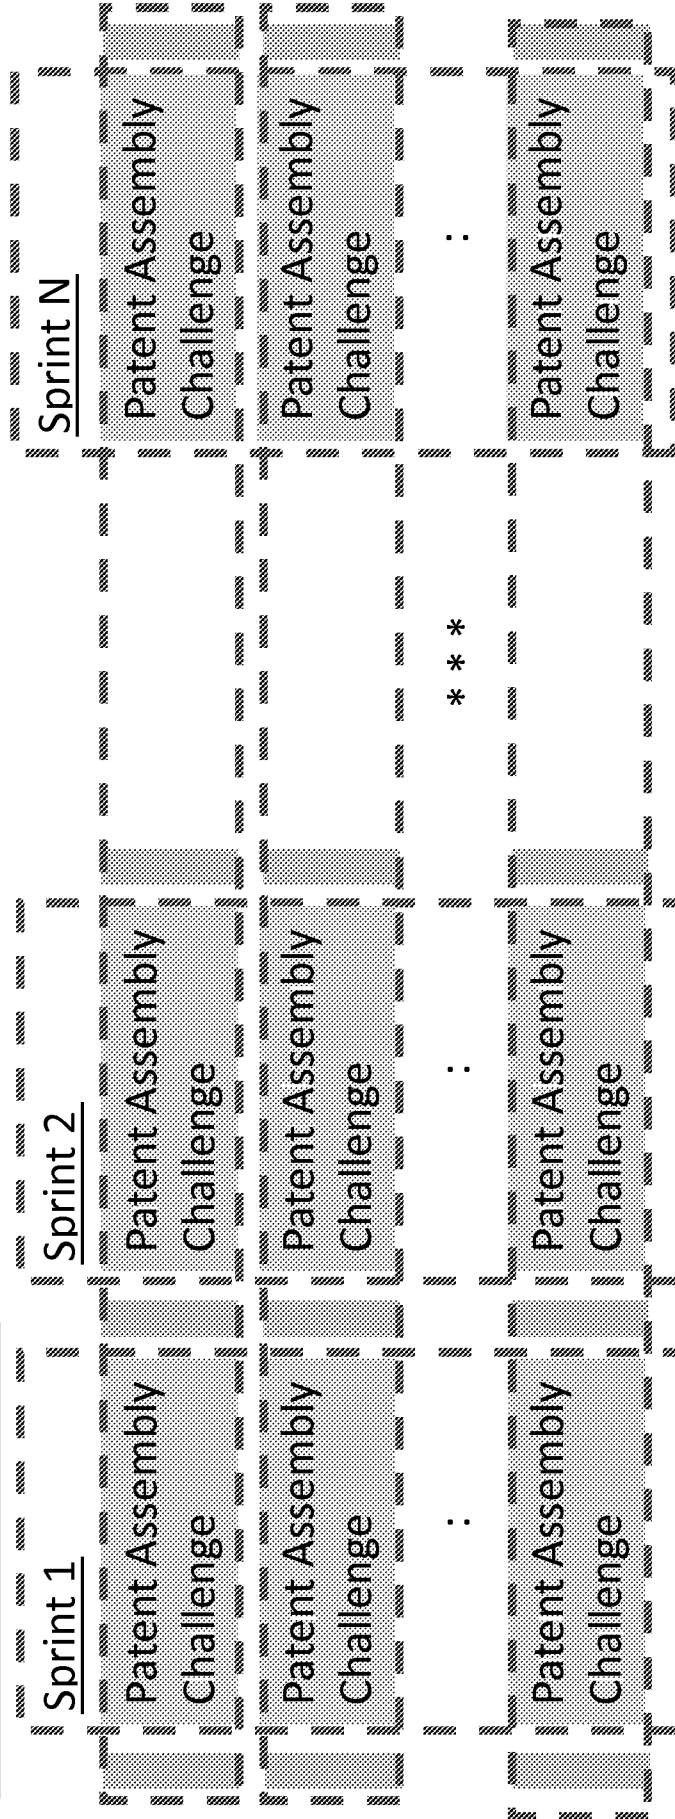 Sprint 1
Patent Assembly
Challenge
Patent Assembly
Challenge
:
Patent Assembly
Challenge
Sprint 2
Patent Assembly
Challenge
Patent Assembly
Challenge
:
Patent Assembly
Challenge
* * *
Sprint N
Patent Assembly
Challenge
Patent Assembly
Challenge
:
Patent Assembly
Challenge